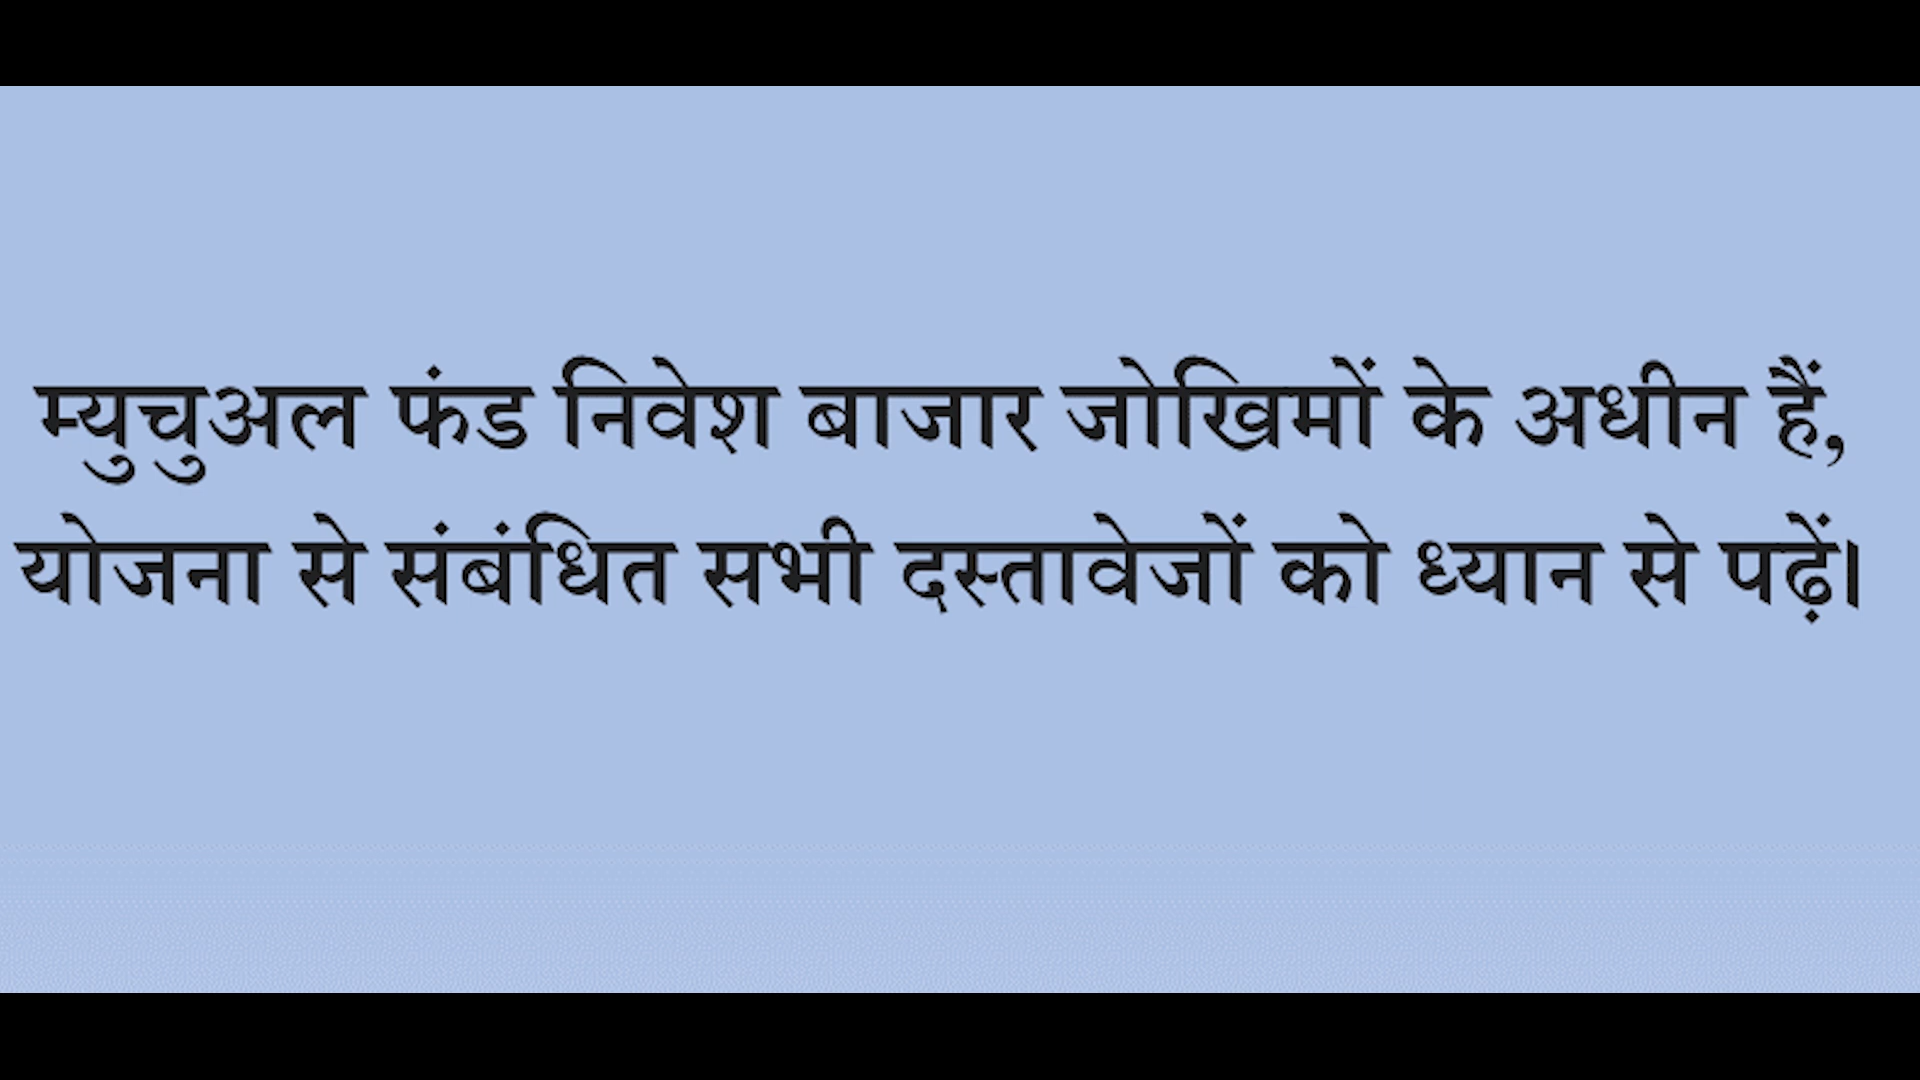 म्युचुअल फंड निवेश बाजार जोखिमों के अधीन हैं,
योजना से संबंधित सभी दस्तावेजों को ध्यान से पढ़ें।